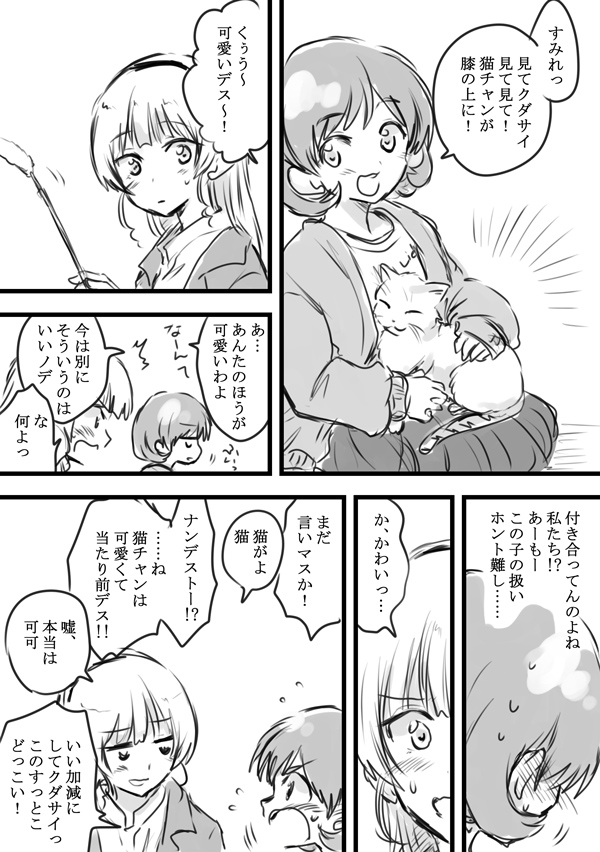 すみれっ
見てクダサイ
見て見て！
猫チャンが
膝の上に！
くぅう〜
可愛いデス〜！
あ…
あんたのほうが
可愛いわよ
なーんて
今は別に
そういうのは
いいノデ
な
何よっ
付き合ってんのよね
私たち!?
あーもー
この子の扱い
ホント難し……
か、かわいっ…
まだ
言いマスか！
猫がよ
猫
ナンデストー!?
……ね
猫チャンは
可愛くて
当たり前デス!!
嘘、
本当は
可可
いい加減に
してクダサイっ
このすっとこ
どっこい！